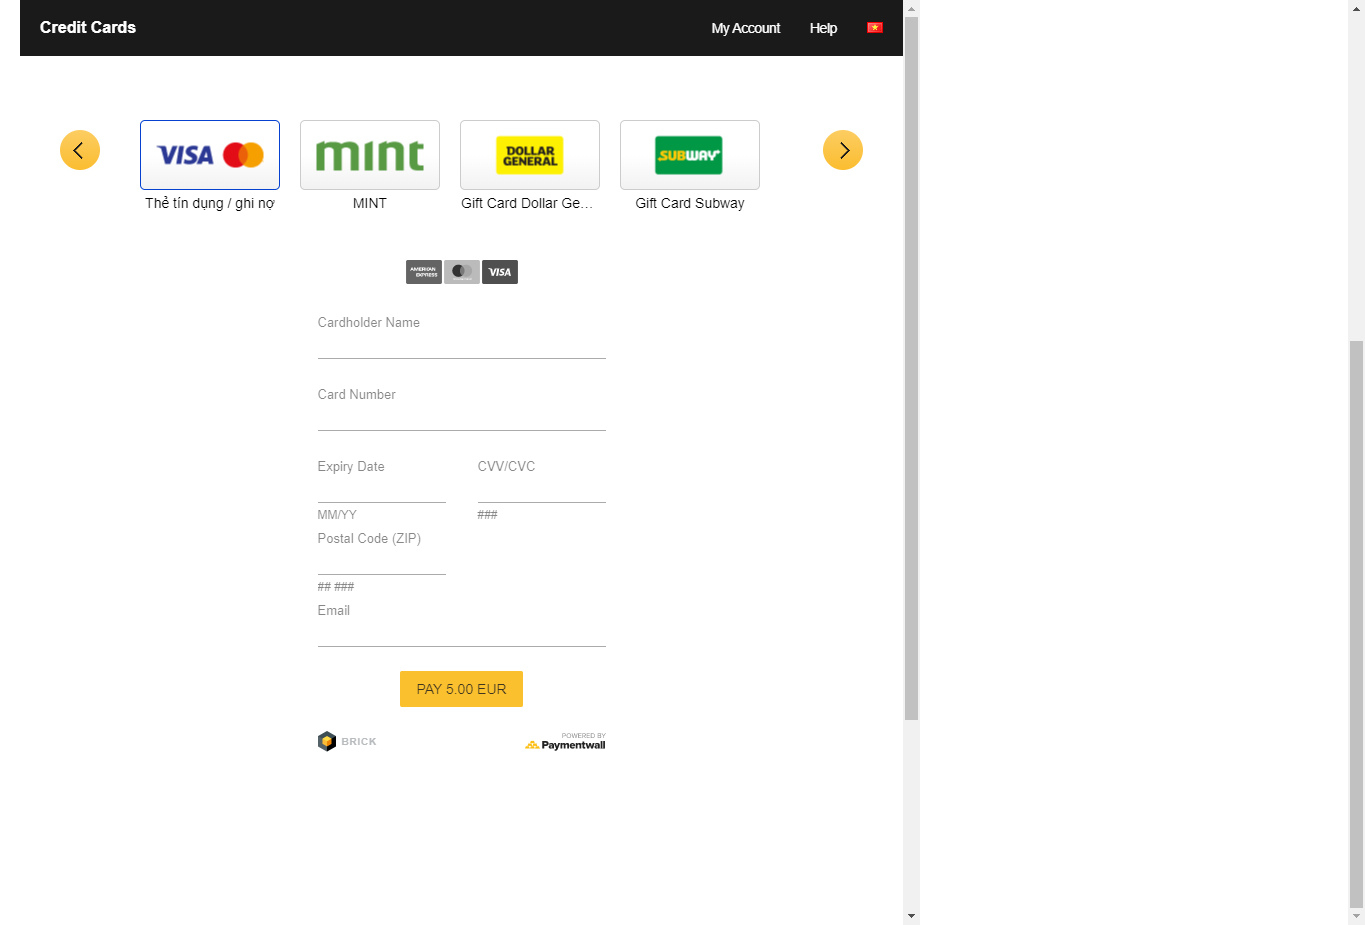 Credit Cards My Account Help
VISA mint DOLLAR GENERAL SUBWAY
Thẻ tín dụng / ghi nợ MINT Gift Card Dollar Ge... Gift Card Subway
AMERICAN EXPRESS VISA
Cardholder Name
Card Number
Expiry Date CVV/CVC
MM/YY ###
Postal Code (ZIP)
## ###
Email
PAY 5.00 EUR
BRICK POWERED BY
Paymentwall